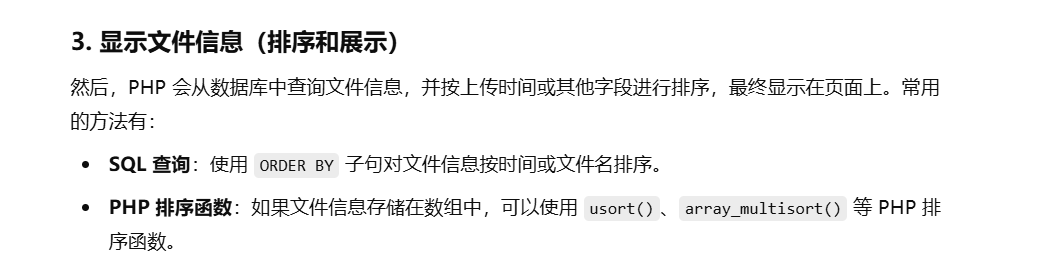 3. 显示文件信息（排序和展示）
然后，PHP 会从数据库中查询文件信息，并按上传时间或其他字段进行排序，最终显示在页面上。常用
的方法有：
• SQL 查询：使用 ORDER BY 子句对文件信息按时间或文件名排序。
• PHP 排序函数：如果文件信息存储在数组中，可以使用 usort()、array_multisort() 等 PHP 排
序函数。